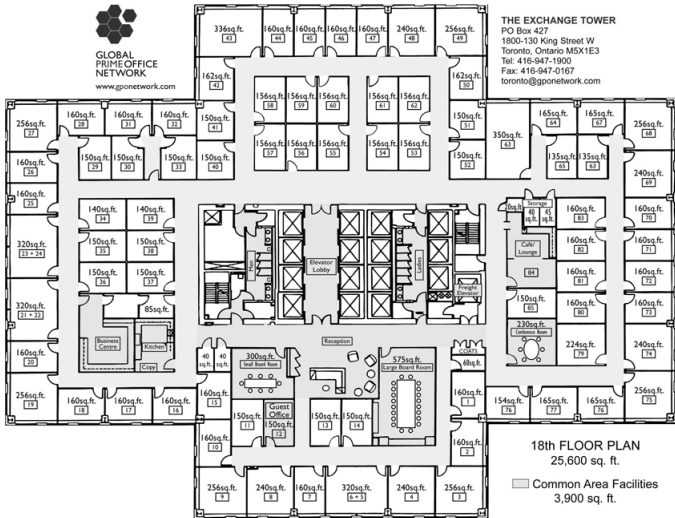 GLOBAL
PRIMEOFFICE
NETWORK
www.gponetwork.com
THE EXCHANGE TOWER
PO Box 427
1800-130 King Street W
Toronto, Ontario M5X1E3
Tel: 416-947-1900
Fax: 416-947-0167
toronto@gponetwork.com
336sq.ft. 160sq.ft. 160sq.ft. 160sq.ft. 160sq.ft. 240sq.ft. 256sq.ft.
43 44 45 46 47 48 49
162sq.ft.
42
156sq.ft. 156sq.ft. 156sq.ft. 156sq.ft. 156sq.ft.
58 59 60 61 62
162sq.ft.
50
256sq.ft. 160sq.ft. 160sq.ft. 160sq.ft. 150sq.ft.
27 28 31 32 41
150sq.ft. 165sq.ft. 165sq.ft. 256sq.ft.
51 64 67 68
350sq.ft.
63
156sq.ft. 156sq.ft. 156sq.ft. 156sq.ft. 156sq.ft.
57 56 55 54 53
160sq.ft. 150sq.ft. 150sq.ft. 150sq.ft. 150sq.ft.
26 29 30 33 40
150sq.ft. 135sq.ft. 135sq.ft. 240sq.ft.
52 65 63 69
160sq.ft.
25
140sq.ft. 140sq.ft.
34 39
Storage
20sq.ft. 40 sq.ft. 45 sq.ft.
160sq.ft. 160sq.ft.
83 70
320sq.ft. 150sq.ft. 150sq.ft.
23 + 24 35 38
Men
Elevator
Lobby
Ladies
Café/
Lounge
84
160sq.ft. 160sq.ft.
82 71
150sq.ft. 150sq.ft.
36 37
Freight
Elevator
160sq.ft. 160sq.ft.
81 72
320sq.ft. 85sq.ft.
21 + 22
150sq.ft. 160sq.ft. 160sq.ft.
85 80 73
230sq.ft.
Conference Room
Business
Centre
Kitchen
Copy
160sq.ft.
20
Reception
40 sq.ft. 40 sq.ft.
300sq.ft.
Small Board Room
575sq.ft.
Large Board Room
COATS
60sq.ft.
224sq.ft. 240sq.ft.
79 74
256sq.ft. 160sq.ft. 160sq.ft. 160sq.ft. 160sq.ft.
19 18 17 16 15
Guest
Office
150sq.ft. 150sq.ft. 150sq.ft. 150sq.ft.
11 12 13 14
160sq.ft. 154sq.ft. 165sq.ft. 165sq.ft. 256sq.ft.
1 76 77 76 75
160sq.ft. 160sq.ft.
10 2
256sq.ft. 240sq.ft. 160sq.ft. 320sq.ft. 240sq.ft. 256sq.ft.
9 8 7 6 + 5 4 3
18th FLOOR PLAN
25,600 sq. ft.
Common Area Facilities
3,900 sq. ft.